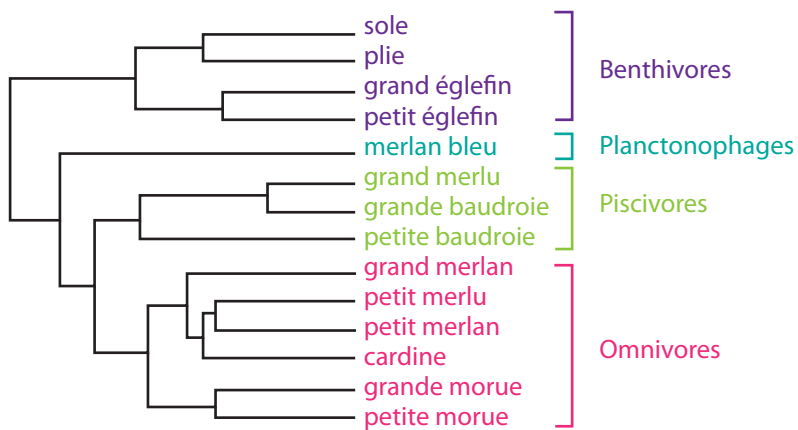 sole
plie
grand églefin
petit églefin
Benthivores
merlan bleu
Planctonophages
grand merlu
grande baudroie
petite baudroie
Piscivores
grand merlan
petit merlu
petit merlan
cardine
grande morue
petite morue
Omnivores